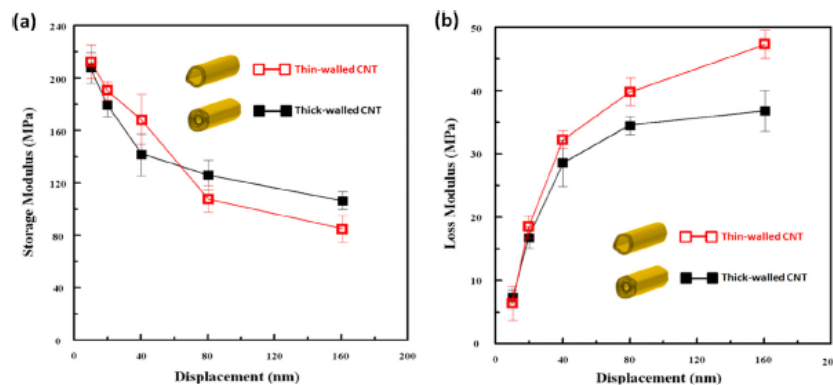 (a)
240
200
160
120
80
40
0
Storage Modulus (MPa)
Thin-walled CNT
Thick-walled CNT
0 40 80 120 160 200
Displacement (nm)
(b)
50
40
30
20
10
0
Loss Modulus (MPa)
Thin-walled CNT
Thick-walled CNT
0 40 80 120 160 20
Displacement (nm)